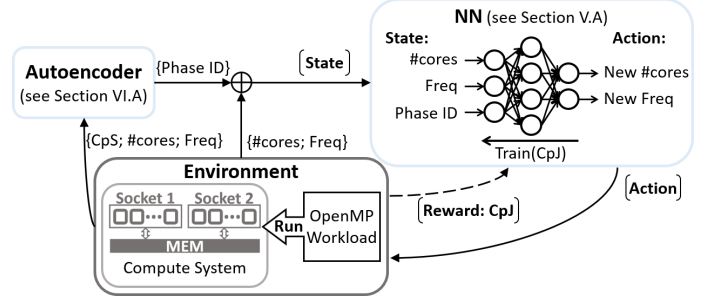 NN (see Section V.A)
State:
Action:
#cores
Freq
Phase ID
New #cores
New Freq
Train(CpJ)
Autoencoder
(see Section VI.A)
{Phase ID}
[State]
{CpS; #cores; Freq}
{#cores; Freq}
Environment
Socket 1
Socket 2
MEM
Compute System
Run
OpenMP
Workload
[Reward: CpJ]
[Action]